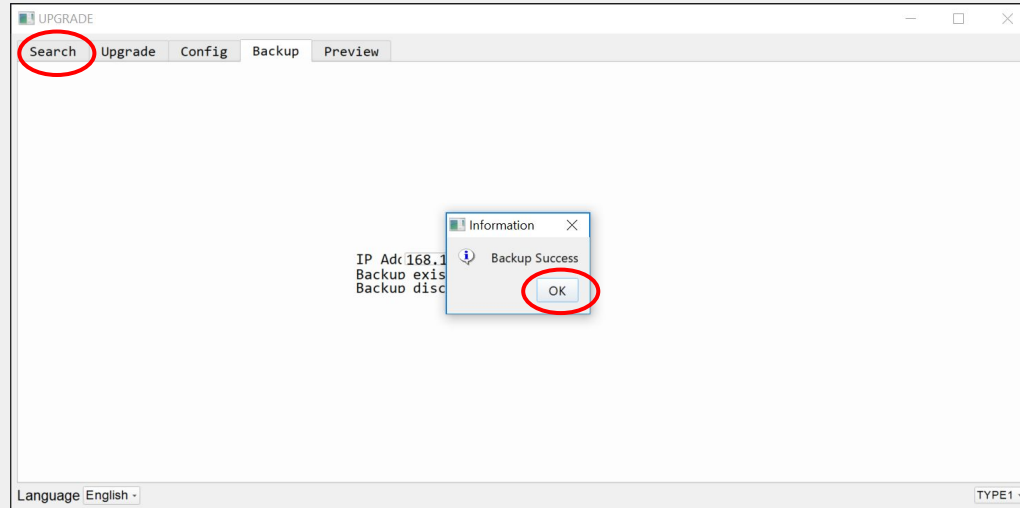 UPGRADE
Search Upgrade Config Backup Preview
Information
Backup Success
IP Ad 168.1
Backup exis
Backup disc
OK
Language English
TYPE1